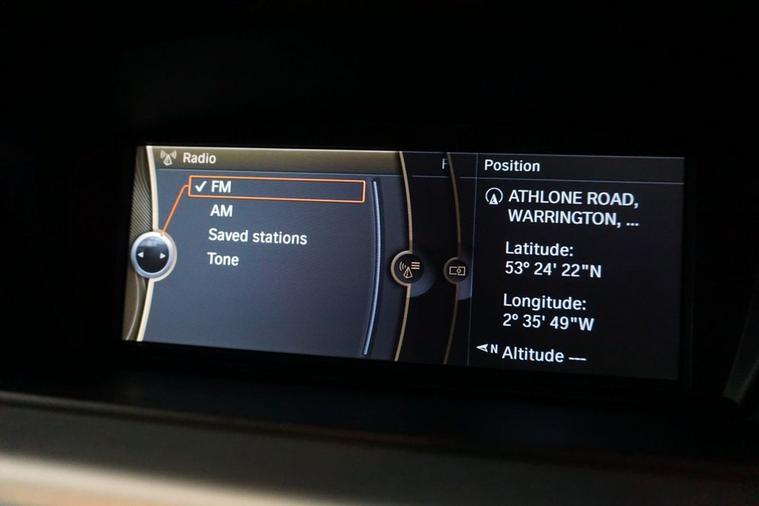 Radio
FM
AM
Saved stations
Tone
F
Position
ATHLONE ROAD,
WARRINGTON, ...
Latitude:
53° 24' 22"N
Longitude:
2° 35' 49"W
N Altitude ---